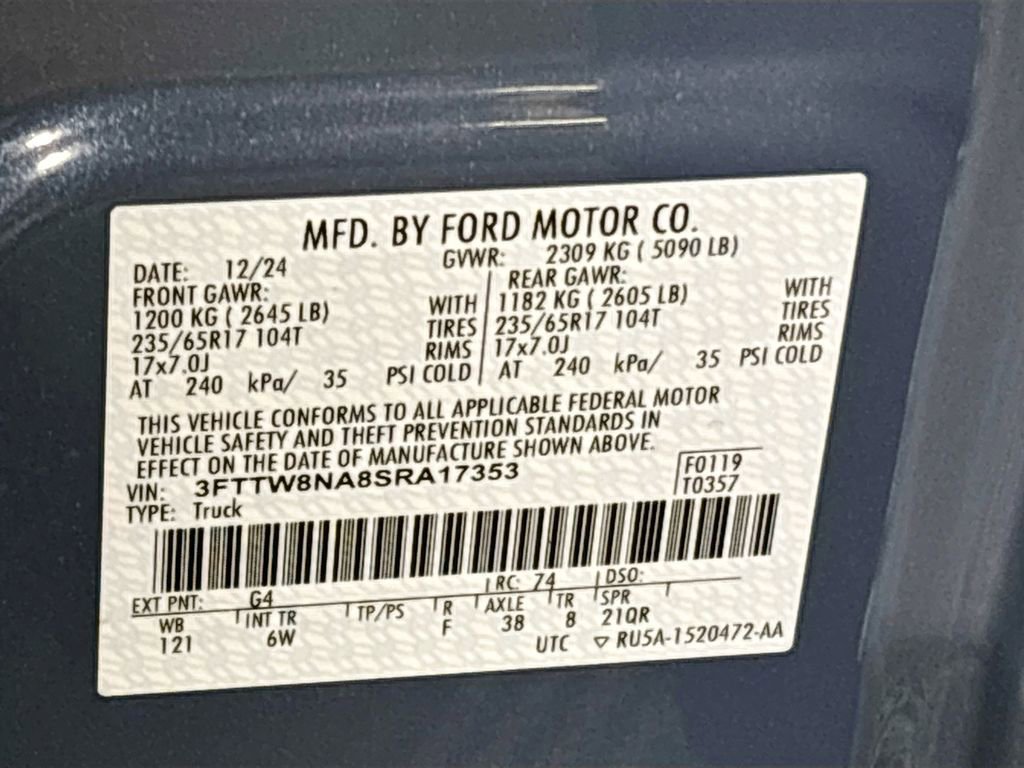 MFD. BY FORD MOTOR CO.
DATE: 12/24 GVWR: 2309 KG ( 5090 LB)
FRONT GAWR: REAR GAWR:
1200 KG ( 2645 LB) WITH 1182 KG ( 2605 LB) WITH
235/65R17 104T TIRES 235/65R17 104T TIRES
17x7.0J RIMS 17x7.0J RIMS
AT 240 kPa/ 35 PSI COLD AT 240 kPa/ 35 PSI COLD
THIS VEHICLE CONFORMS TO ALL APPLICABLE FEDERAL MOTOR
VEHICLE SAFETY AND THEFT PREVENTION STANDARDS IN
EFFECT ON THE DATE OF MANUFACTURE SHOWN ABOVE.
VIN: 3FTTW8NA8SRA17353 F0119
TYPE: Truck T0357
EXT PNT: G4 RC: 74 DSO:
WB INT TR TP/PS R AXLE TR SPR
121 6W F 38 8 21QR
UTC ▽ RU5A-1520472-AA